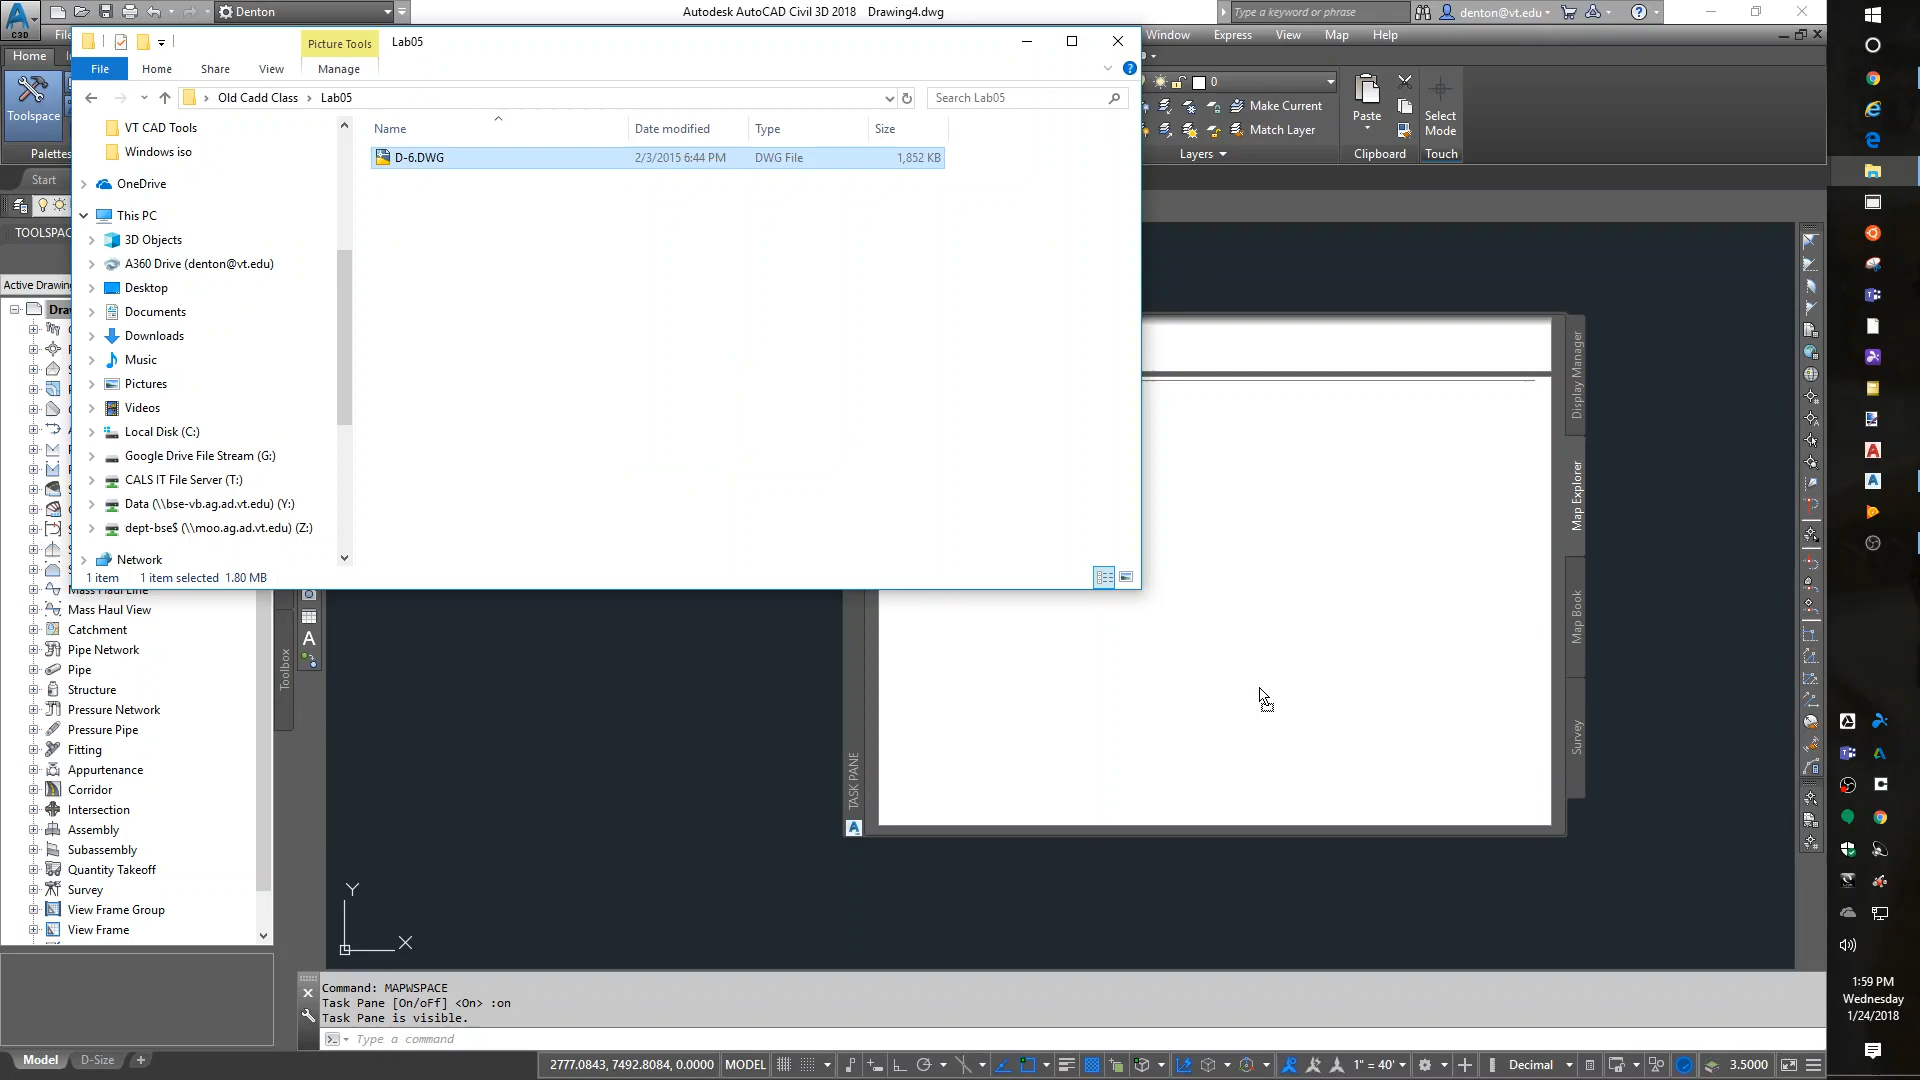 Denton
Autodesk AutoCAD Civil 3D 2018 Drawing4.dwg
Type a keyword or phrase
denton@vt.edu
C3D
Window
Express
View
Map
Help
Home
Toolspace
Palettes
Start
Picture Tools
Lab05
File
Home
Share
View
Manage
Old Cadd Class
Lab05
Search Lab05
Name
Date modified
Type
Size
D-6.DWG
2/3/2015 6:44 PM
DWG File
1,852 KB
VT CAD Tools
Windows iso
OneDrive
This PC
3D Objects
A360 Drive (denton@vt.edu)
Desktop
Documents
Downloads
Music
Pictures
Videos
Local Disk (C:)
Google Drive File Stream (G:)
CALS IT File Server (T:)
Data (\\bse-vb.ag.ad.vt.edu) (Y:)
dept-bse$ (\\moo.ag.ad.vt.edu) (Z:)
Network
1 item
1 item selected 1.80 MB
0
Make Current
Match Layer
Layers
Paste
Clipboard
Select
Mode
Touch
Active Drawing
Mass Haul Line
Mass Haul View
Catchment
Pipe Network
Pipe
Structure
Pressure Network
Pressure Pipe
Fitting
Appurtenance
Corridor
Intersection
Assembly
Subassembly
Quantity Takeoff
Survey
View Frame Group
View Frame
Toolbox
TASK PANE
Display Manager
Map Explorer
Map Book
Survey
Y
X
Command: MAPWSPACE
Task Pane [On/off] <On> :on
Task Pane is visible.
Type a command
Model
D-Size
2777.0843, 7492.8084, 0.0000
MODEL
1" = 40'
Decimal
3.5000
1:59 PM
Wednesday
1/24/2018